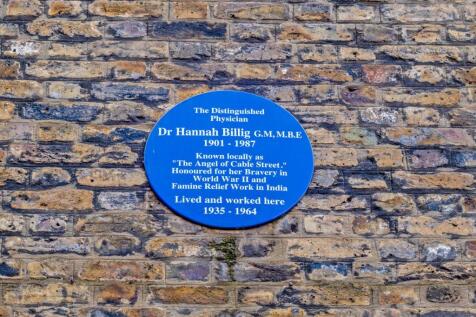 The Distinguished
Physician
Dr Hannah Billig G.M,M.B.E
1901 - 1987
Known locally as
"The Angel of Cable Street."
Honoured for her Bravery in
World War II and
Famine Relief Work in India
Lived and worked here
1935 - 1964